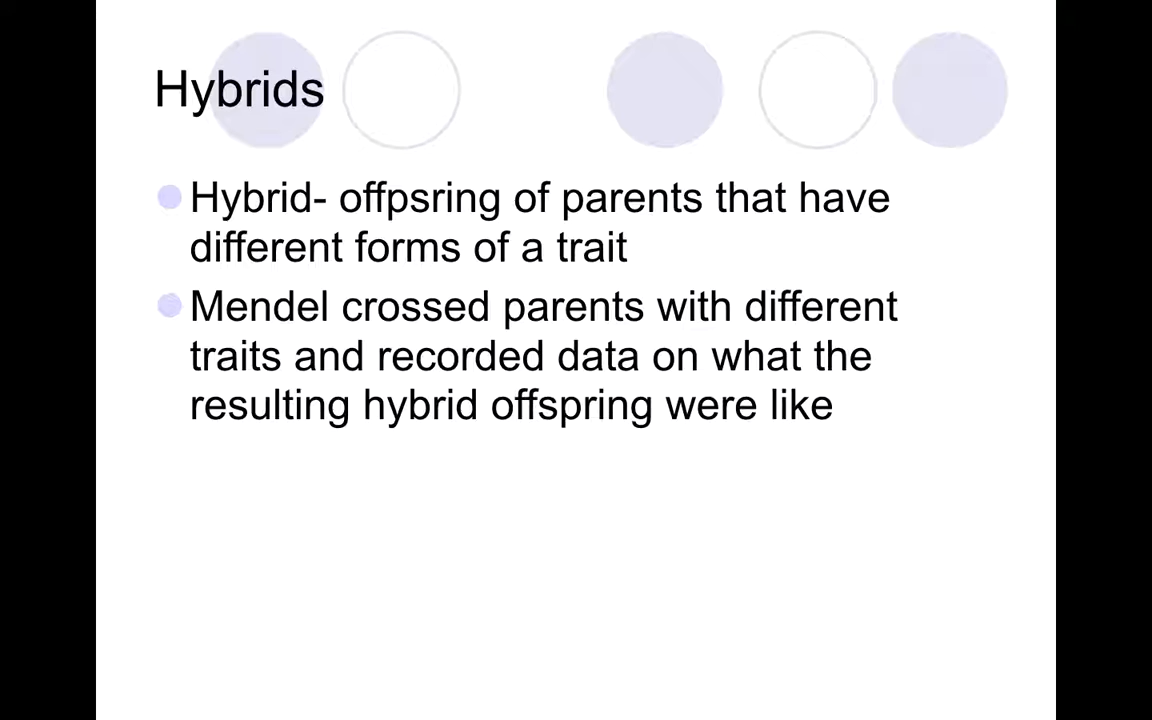 Hybrids
Hybrid- offpsring of parents that have
different forms of a trait
Mendel crossed parents with different
traits and recorded data on what the
resulting hybrid offspring were like